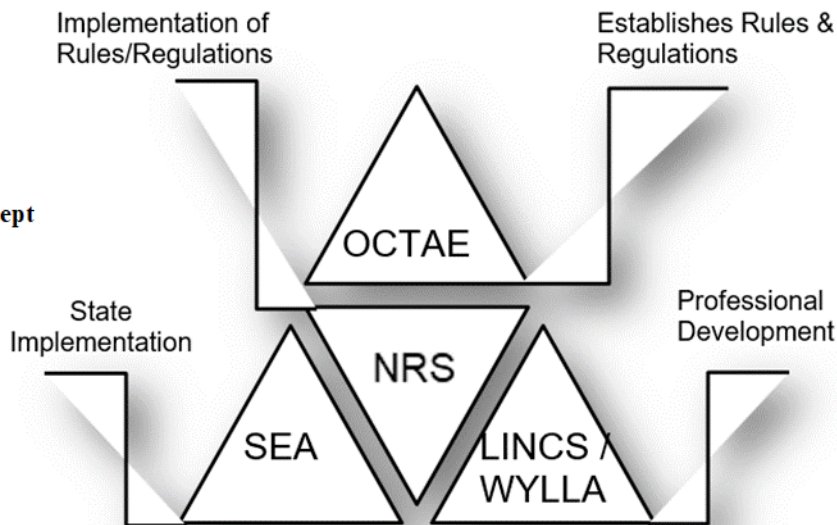 Implementation of
Rules/Regulations
Establishes Rules &
Regulations
ept
OCTAE
State
Implementation
Professional
Development
NRS
SEA
LINCS /
WYLLA